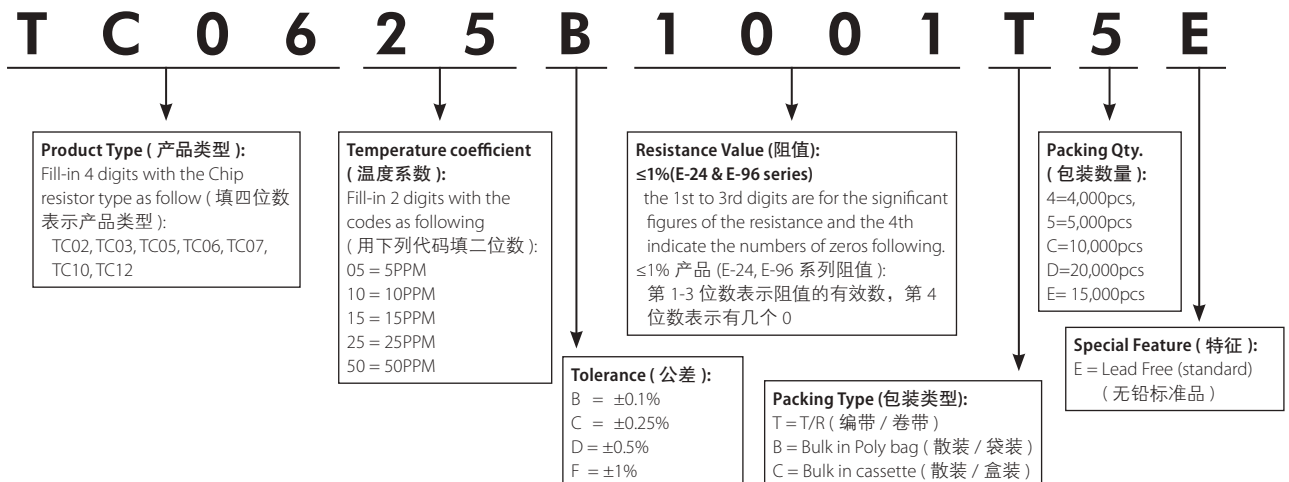 T C 0 6 2 5 B 1 0 0 1 T 5 E
Product Type ( 产品类型 ):
Fill-in 4 digits with the Chip
resistor type as follow ( 填四位数
表示产品类型 ):
TC02, TC03, TC05, TC06, TC07,
TC10, TC12
Temperature coefficient
( 温度系数 ):
Fill-in 2 digits with the
codes as following
( 用下列代码填二位数 ):
05 = 5PPM
10 = 10PPM
15 = 15PPM
25 = 25PPM
50 = 50PPM
Tolerance ( 公差 ):
B = ±0.1%
C = ±0.25%
D = ±0.5%
F = ±1%
Resistance Value (阻值):
≤1%(E-24 & E-96 series)
the 1st to 3rd digits are for the significant
figures of the resistance and the 4th
indicate the numbers of zeros following.
≤1% 产品 (E-24, E-96 系列阻值 ):
第 1-3 位数表示阻值的有效数，第 4
位数表示有几个 0
Packing Type (包装类型):
T = T/R ( 编带 / 卷带 )
B = Bulk in Poly bag ( 散装 / 袋装 )
C = Bulk in cassette ( 散装 / 盒装 )
Packing Qty.
( 包装数量 ):
4=4,000pcs,
5=5,000pcs
C=10,000pcs
D=20,000pcs
E= 15,000pcs
Special Feature ( 特征 ):
E = Lead Free (standard)
( 无铅标准品 )